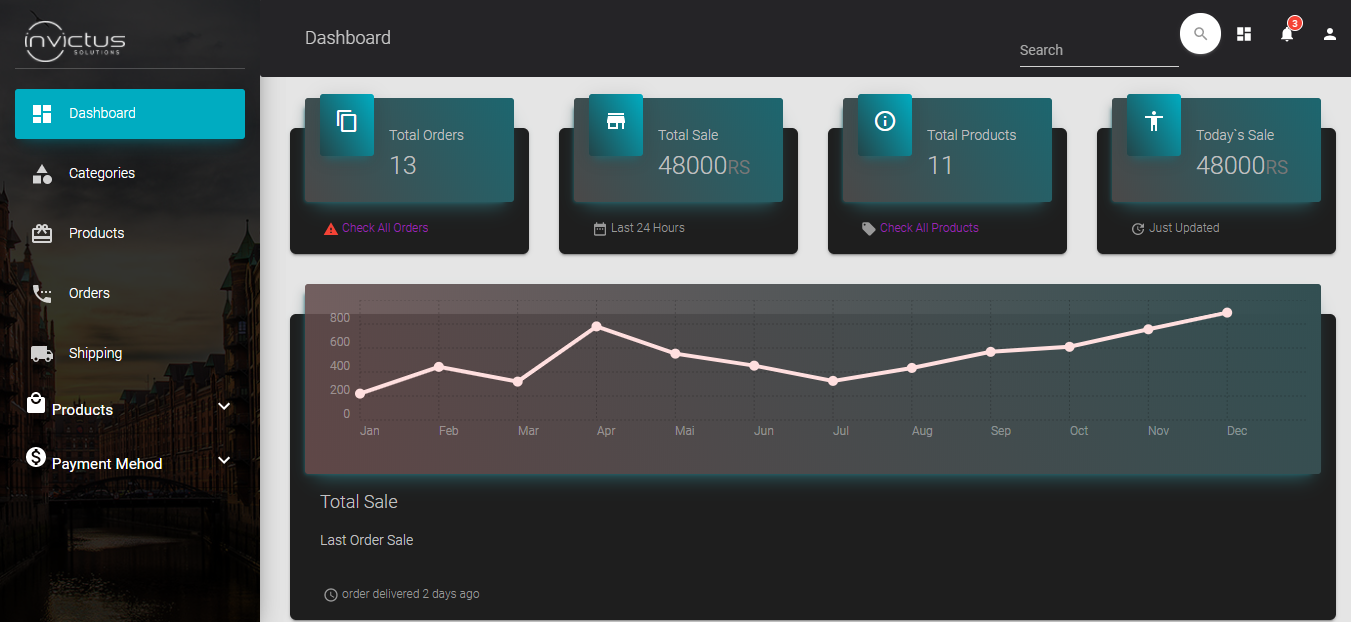 invictus
SOLUTIONS
Dashboard
Categories
Products
Orders
Shipping
Products
Payment Mehod
Dashboard
Search
3
Total Orders
13
Check All Orders
Total Sale
48000RS
Last 24 Hours
Total Products
11
Check All Products
Today`s Sale
48000RS
Just Updated
800
600
400
200
0
Jan Feb Mar Apr Mai Jun Jul Aug Sep Oct Nov Dec
Total Sale
Last Order Sale
order delivered 2 days ago